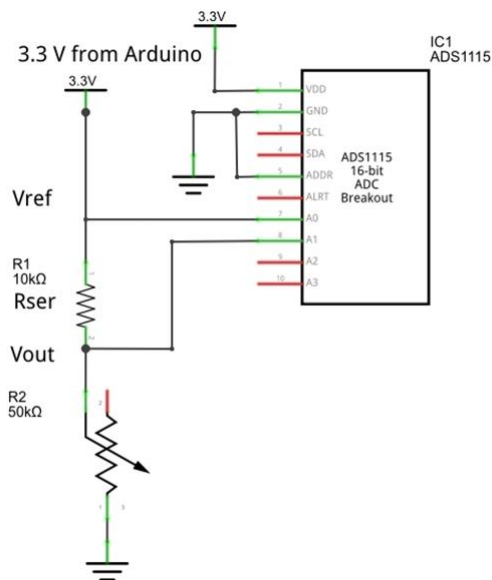 3.3V
3.3 V from Arduino
3.3V
IC1
ADS1115
1 VDD
2 GND
3 SCL
4 SDA
5 ADDR
6 ALRT
7 A0
8 A1
9 A2
10 A3
ADS1115
16-bit
ADC
Breakout
Vref
R1
10kΩ
Rser
1
2
Vout
R2
50kΩ
2
1
3